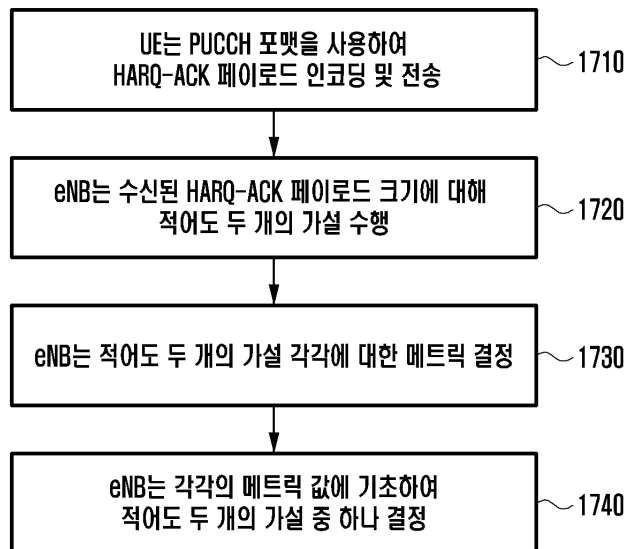 UE는 PUCCH 포맷을 사용하여
HARQ-ACK 페이로드 인코딩 및 전송
1710
eNB는 수신된 HARQ-ACK 페이로드 크기에 대해
적어도 두 개의 가설 수행
1720
eNB는 적어도 두 개의 가설 각각에 대한 메트릭 결정
1730
eNB는 각각의 메트릭 값에 기초하여
적어도 두 개의 가설 중 하나 결정
1740